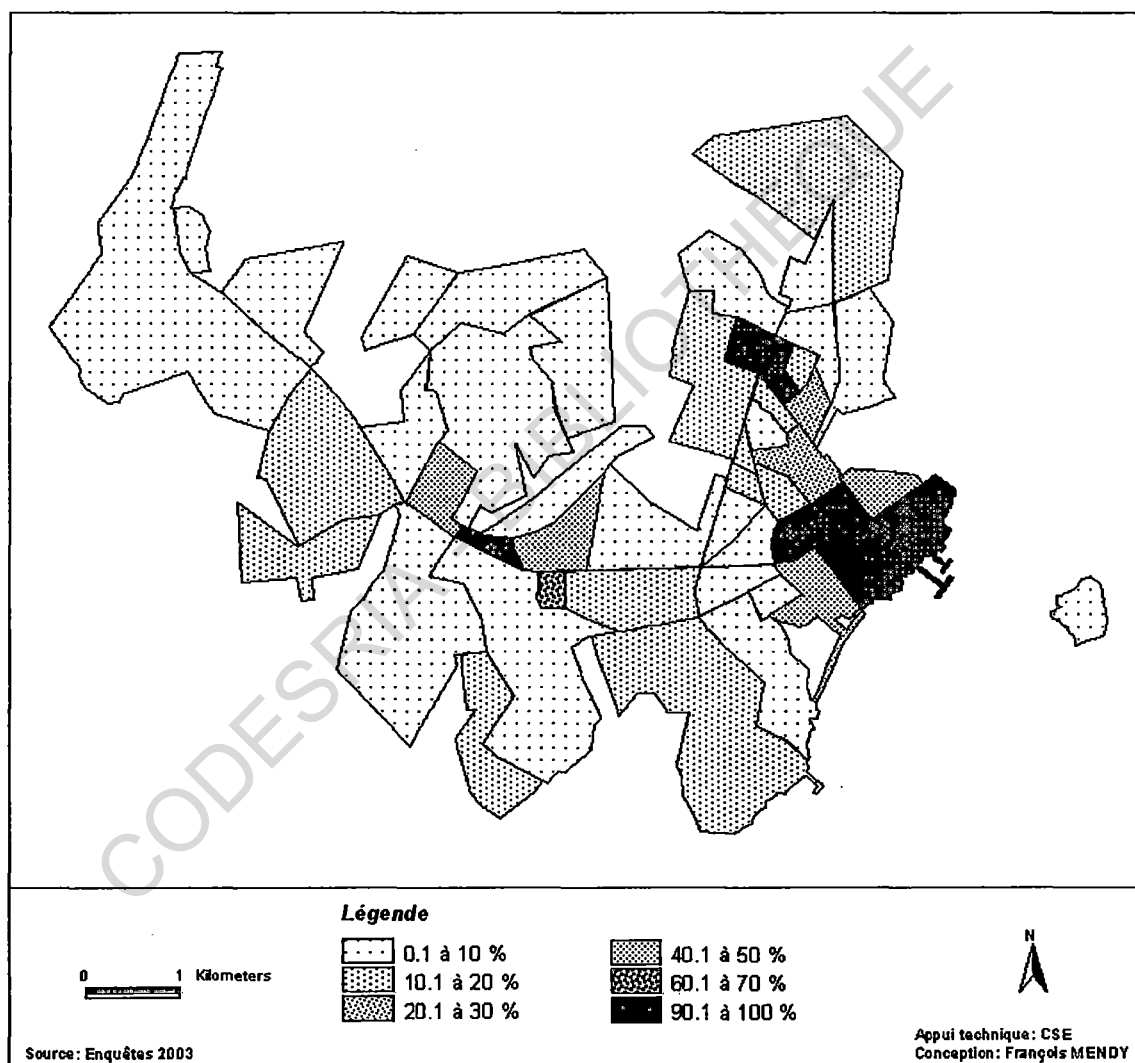 CODESRIA - BIBLIOTHEQUE
Légende
0.1 à 10 %
10.1 à 20 %
20.1 à 30 %
40.1 à 50 %
60.1 à 70 %
90.1 à 100 %
0 1 Kilometers
N
Source: Enquêtes 2003
Appui technique: CSE
Conception: François MENDY